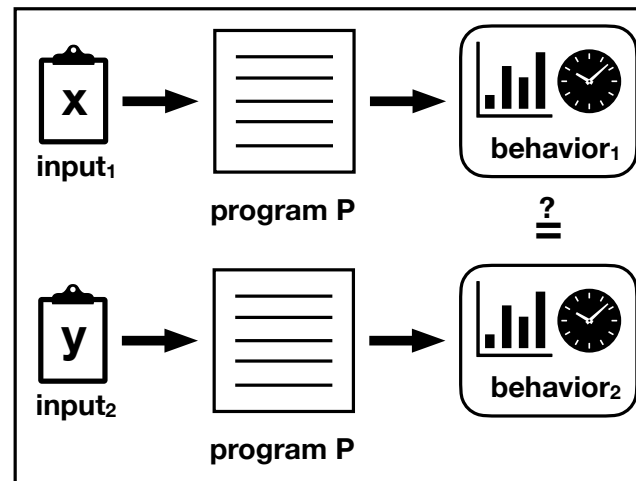 x
input₁
program P
behavior₁
?
=
y
input₂
program P
behavior₂